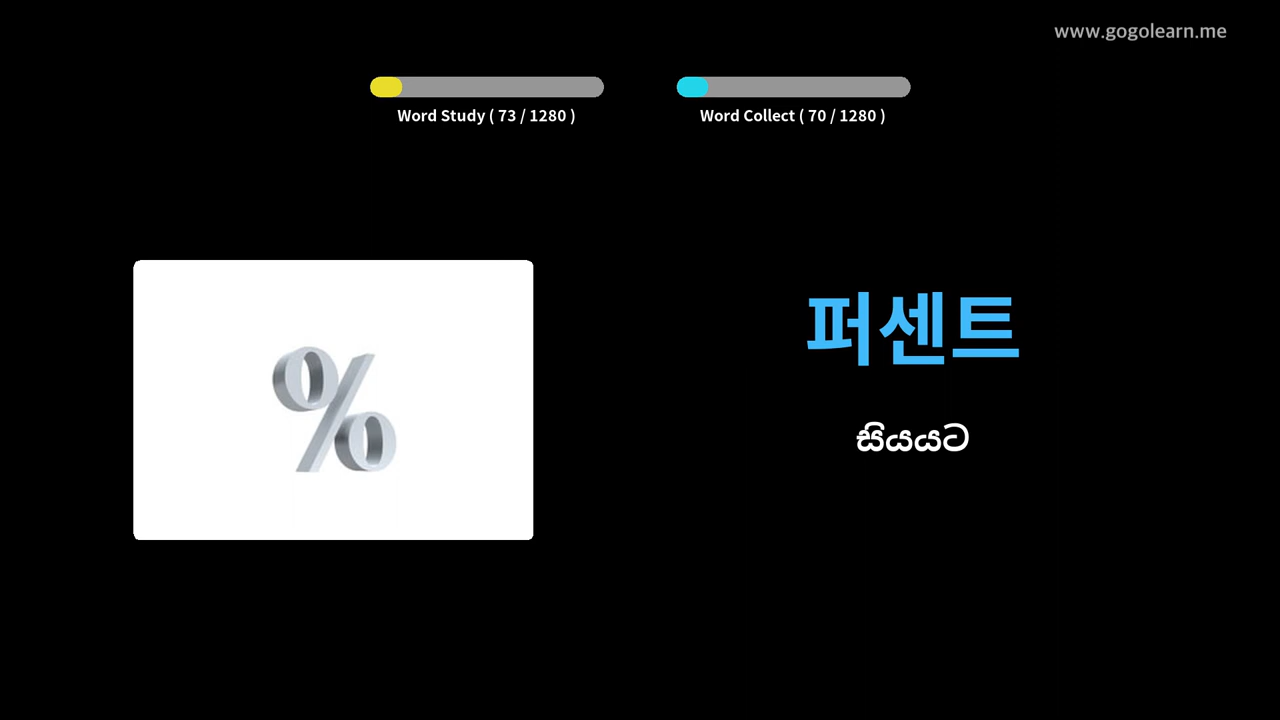 www.gogolearn.me
Word Study ( 73 / 1280 )
Word Collect ( 70 / 1280 )
%
퍼센트
සියයට